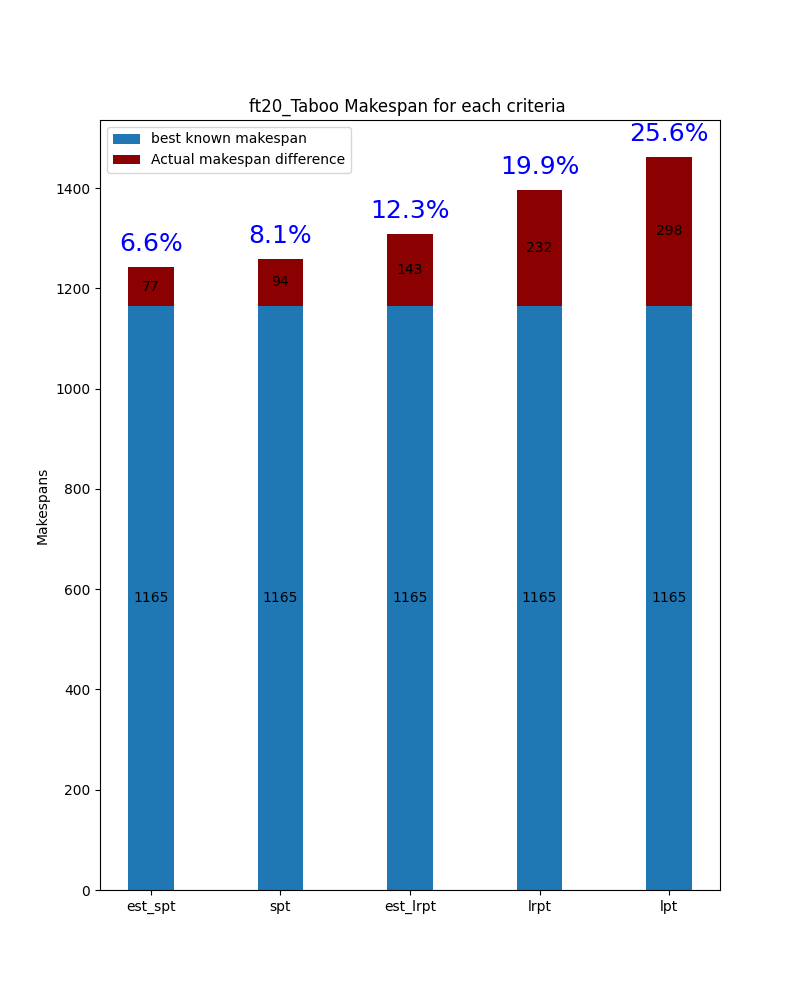 ft20_Taboo Makespan for each criteria
best known makespan
Actual makespan difference
6.6%
8.1%
12.3%
19.9%
25.6%
77
94
143
232
298
1165
1165
1165
1165
1165
Makespans
1400
1200
1000
800
600
400
200
0
est_spt
spt
est_lrpt
lrpt
lpt